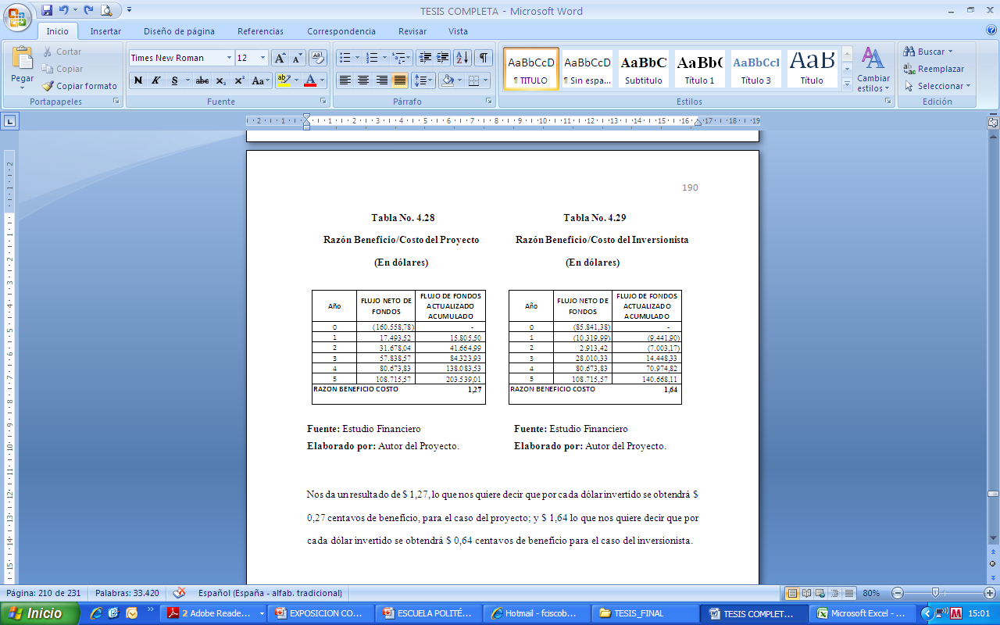 TESIS COMPLETA - Microsoft Word
Inicio Insertar Diseño de página Referencias Correspondencia Revisar Vista
Pegar
Cortar
Copiar
Copiar formato
Portapapeles
Times New Roman 12
N K S abc x₂ x² Aa ab A
Fuente
Párrafo
AaBbCcD AaBbCcD AaBbC AaBb( AaBbCcI AaB
¶ TITULO ¶ Sin espa... Subtitulo Título 1 Título 3 Título
Cambiar estilos
Estilos
Buscar
Reemplazar
Seleccionar
Edición
190
Tabla No. 4.28
Razón Beneficio/Costo del Proyecto
(En dólares)
Año FLUJO NETO DE FONDOS FLUJO DE FONDOS ACTUALIZADO ACUMULADO
0 (160.558,78) -
1 17.493,52 15.805,50
2 31.678,04 41.664,99
3 57.838,57 84.323,93
4 80.673,83 138.083,53
5 108.715,57 203.539,01
RAZON BENEFICIO COSTO 1,27
Fuente: Estudio Financiero
Elaborado por: Autor del Proyecto.
Tabla No. 4.29
Razón Beneficio/Costo del Inversionista
(En dólares)
Año FLUJO NETO DE FONDOS FLUJO DE FONDOS ACTUALIZADO ACUMULADO
0 (85.841,38) -
1 (10.319,99) (9.441,90)
2 2.913,42 (7.003,17)
3 28.010,33 14.448,33
4 80.673,83 70.974,82
5 108.715,57 140.668,11
RAZON BENEFICIO COSTO 1,64
Fuente: Estudio Financiero
Elaborado por: Autor del Proyecto.
Nos da un resultado de $ 1,27, lo que nos quiere decir que por cada dólar invertido se obtendrá $
0,27 centavos de beneficio, para el caso del proyecto; y $ 1,64 lo que nos quiere decir que por
cada dólar invertido se obtendrá $ 0,64 centavos de beneficio para el caso del inversionista.
Página: 210 de 231 Palabras: 33.420 Español (España - alfab. tradicional) 80%
Inicio 2 Adobe Reade... EXPOSICION CO... ESCUELA POLITÉ... Hotmail - fciscob... TESIS_FINAL TESIS COMPLET... Microsoft Excel - ... 15:01